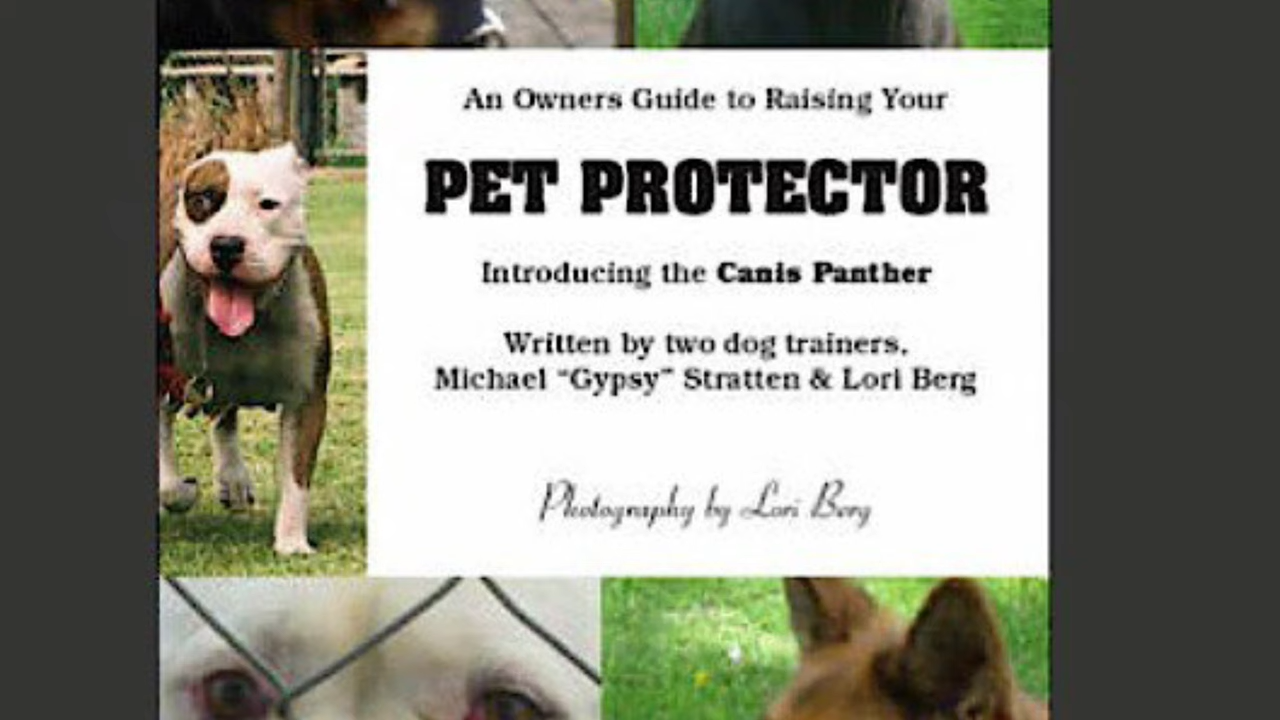 An Owners Guide to Raising Your
PET PROTECTOR
Introducing the Canis Panther
Written by two dog trainers,
Michael "Gypsy" Stratten & Lori Berg
Photography by Lori Berg